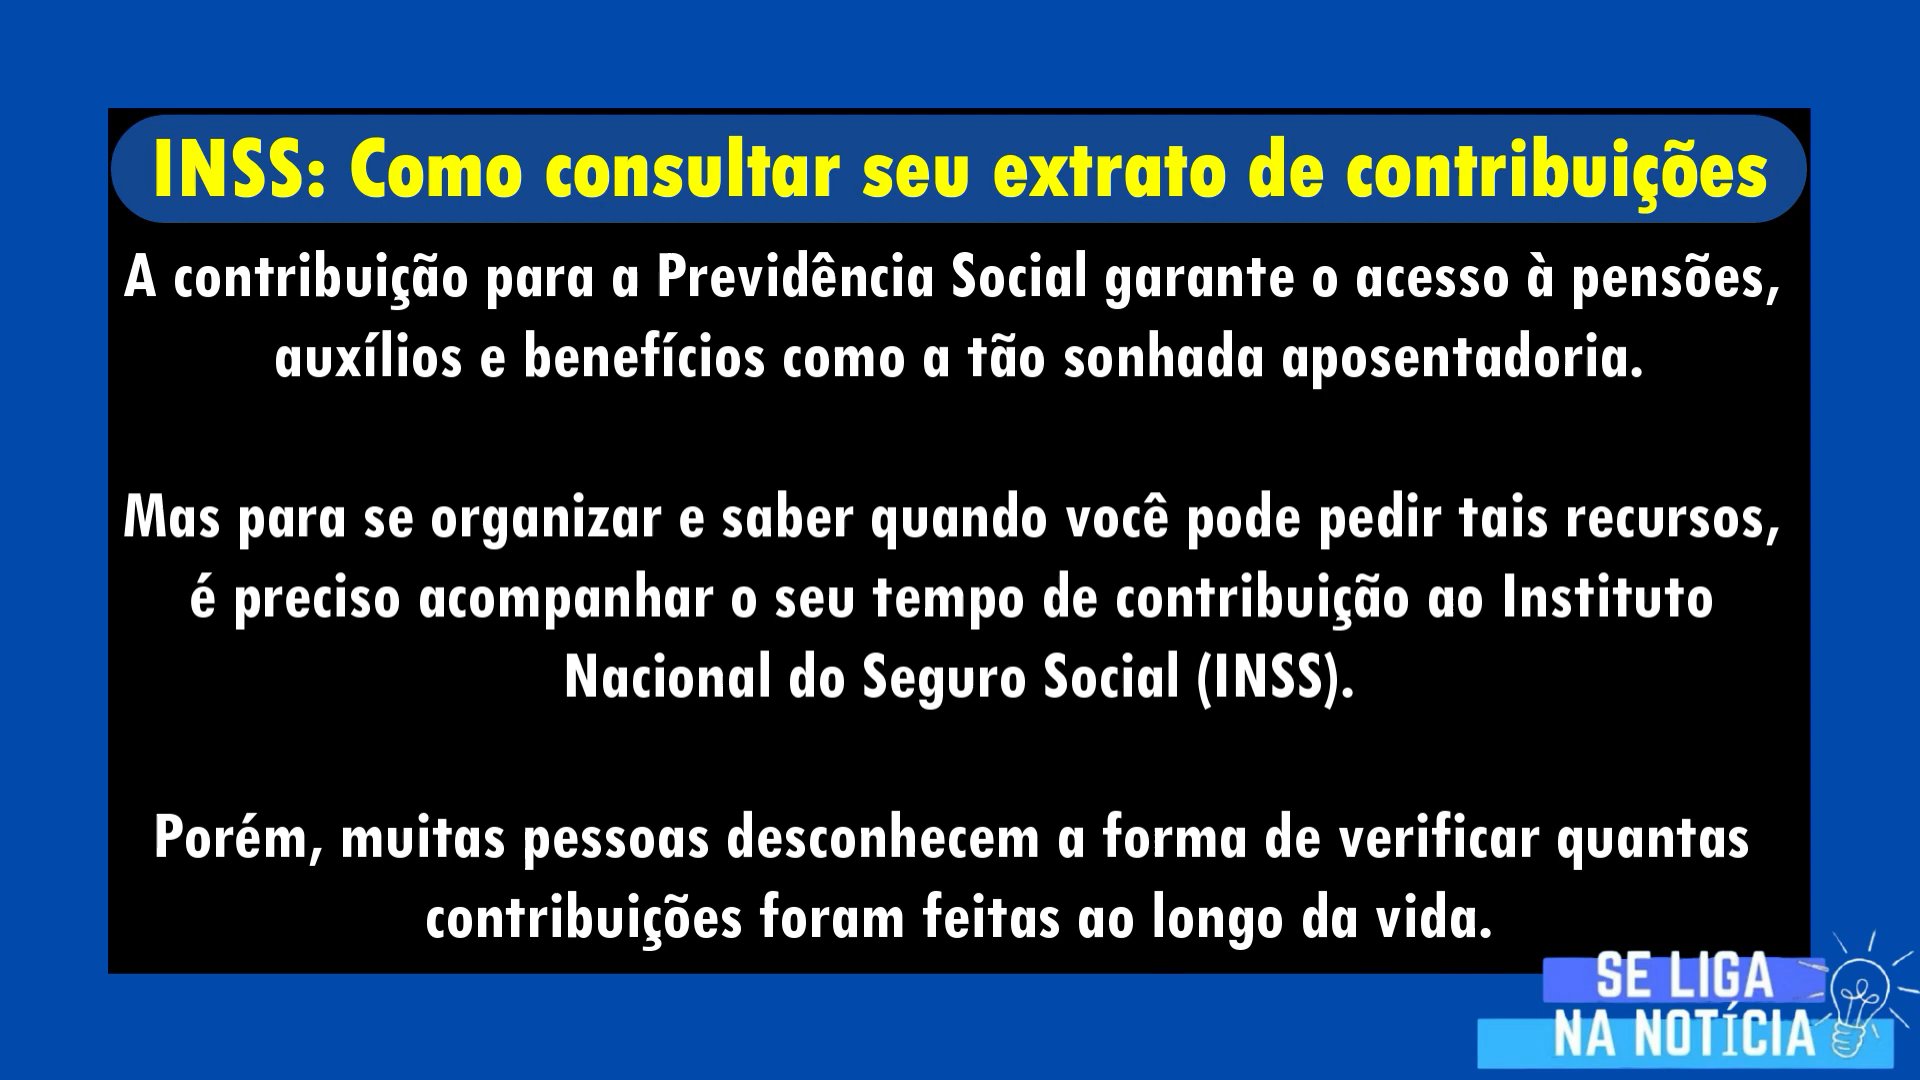 INSS: Como consultar seu extrato de contribuições
A contribuição para a Previdência Social garante o acesso à pensões,
auxílios e benefícios como a tão sonhada aposentadoria.
Mas para se organizar e saber quando você pode pedir tais recursos,
é preciso acompanhar o seu tempo de contribuição ao Instituto
Nacional do Seguro Social (INSS).
Porém, muitas pessoas desconhecem a forma de verificar quantas
contribuições foram feitas ao longo da vida.
SE LIGA
NA NOTÍCIA